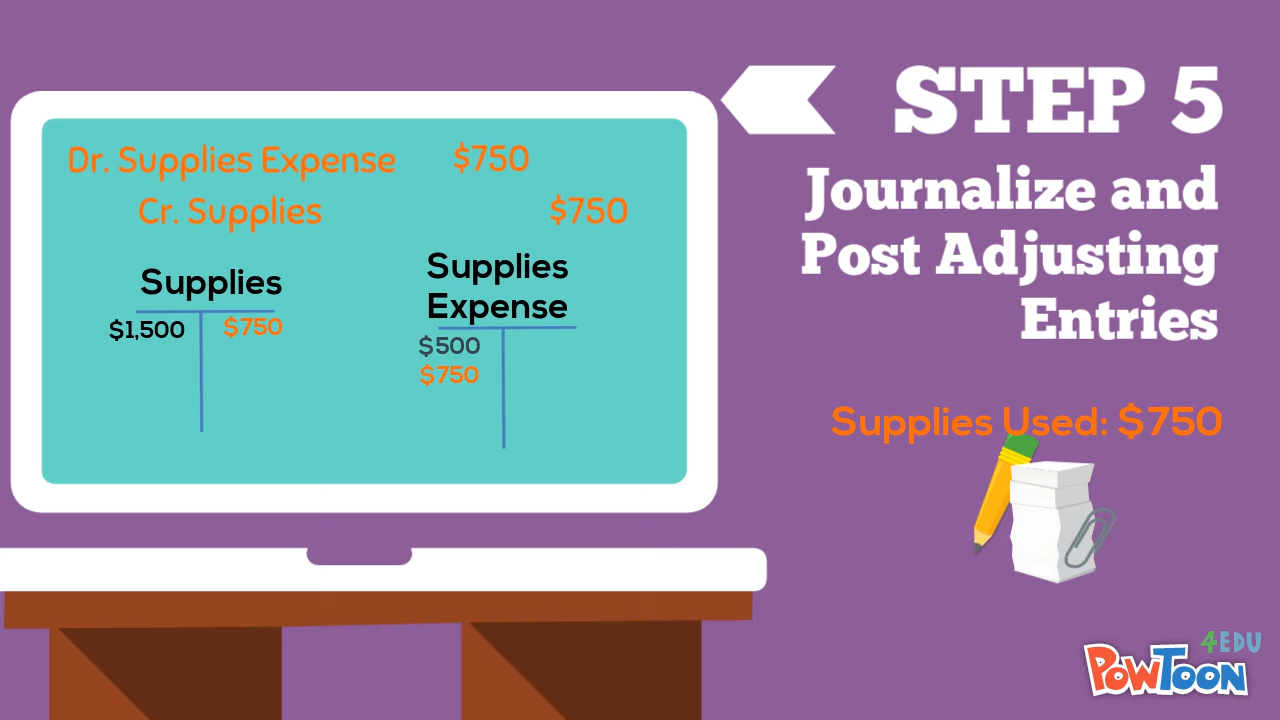 STEP 5
Journalize and
Post Adjusting
Entries
Dr. Supplies Expense $750
Cr. Supplies $750
Supplies
$1,500 $750
Supplies
Expense
$500
$750
Supplies Used: $750
4EDU
POWTOON